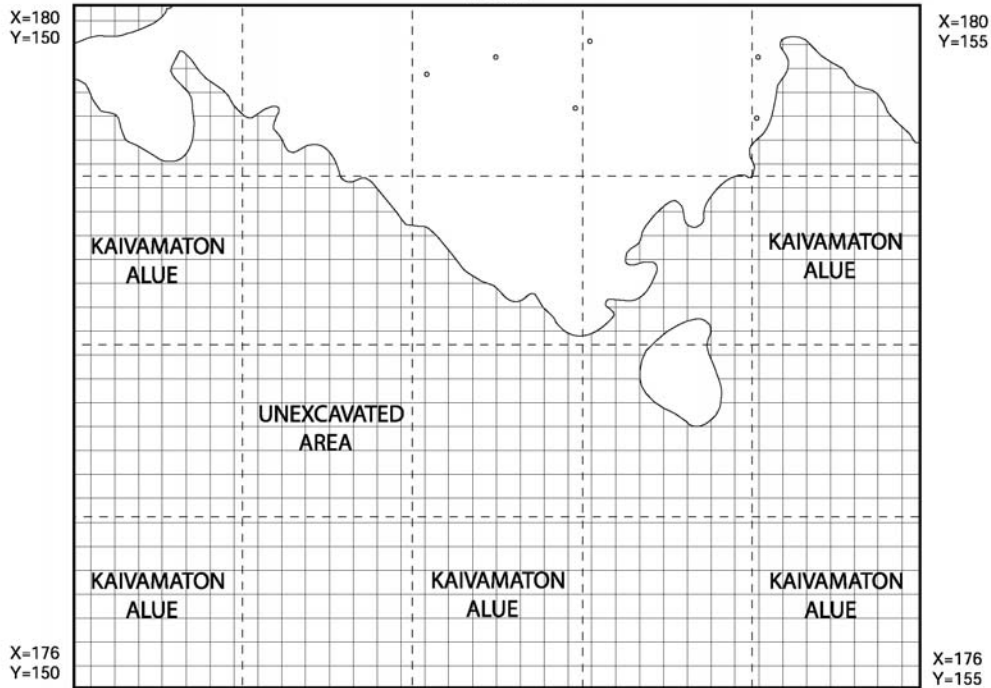 X=180
Y=150
X=180
Y=155
KAIVAMATON
ALUE
KAIVAMATON
ALUE
UNEXCAVATED
AREA
KAIVAMATON
ALUE
KAIVAMATON
ALUE
KAIVAMATON
ALUE
X=176
Y=150
X=176
Y=155